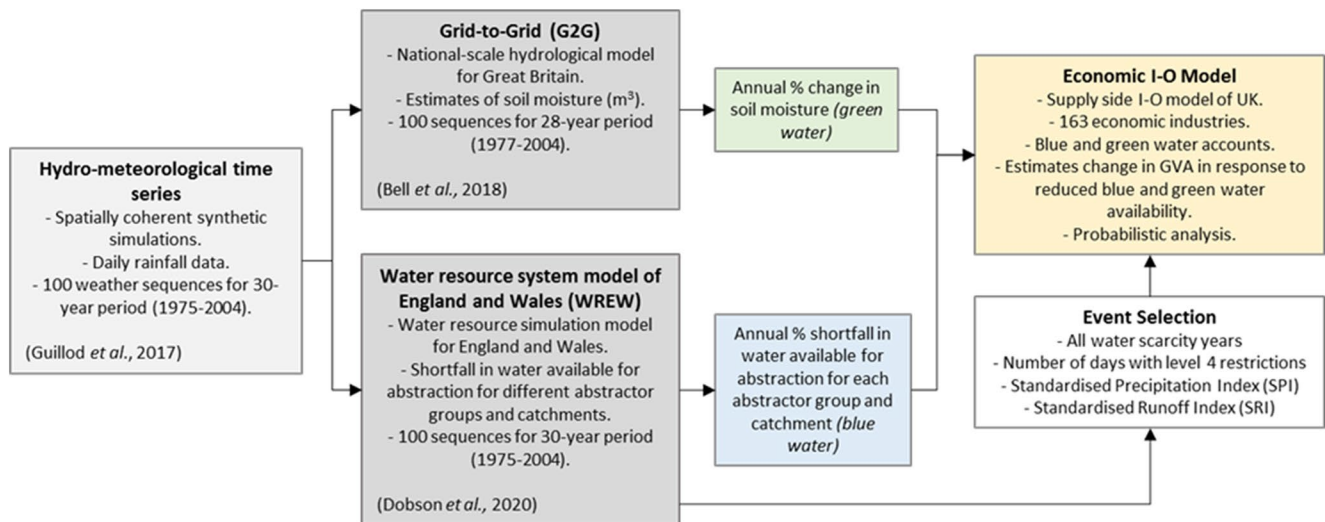 Hydro-meteorological time
series
- Spatially coherent synthetic
simulations.
- Daily rainfall data.
- 100 weather sequences for 30-
year period (1975-2004).
(Guillod et al., 2017)
Grid-to-Grid (G2G)
- National-scale hydrological model
for Great Britain.
- Estimates of soil moisture (m³).
- 100 sequences for 28-year period
(1977-2004).
(Bell et al., 2018)
Water resource system model of
England and Wales (WREW)
- Water resource simulation model
for England and Wales.
- Shortfall in water available for
abstraction for different abstractor
groups and catchments.
- 100 sequences for 30-year period
(1975-2004).
(Dobson et al., 2020)
Annual % change in
soil moisture (green
water)
Annual % shortfall in
water available for
abstraction for each
abstractor group and
catchment (blue
water)
Economic I-O Model
- Supply side I-O model of UK.
- 163 economic industries.
- Blue and green water accounts.
- Estimates change in GVA in response to
reduced blue and green water
availability.
- Probabilistic analysis.
Event Selection
- All water scarcity years
- Number of days with level 4 restrictions
- Standardised Precipitation Index (SPI)
- Standardised Runoff Index (SRI)